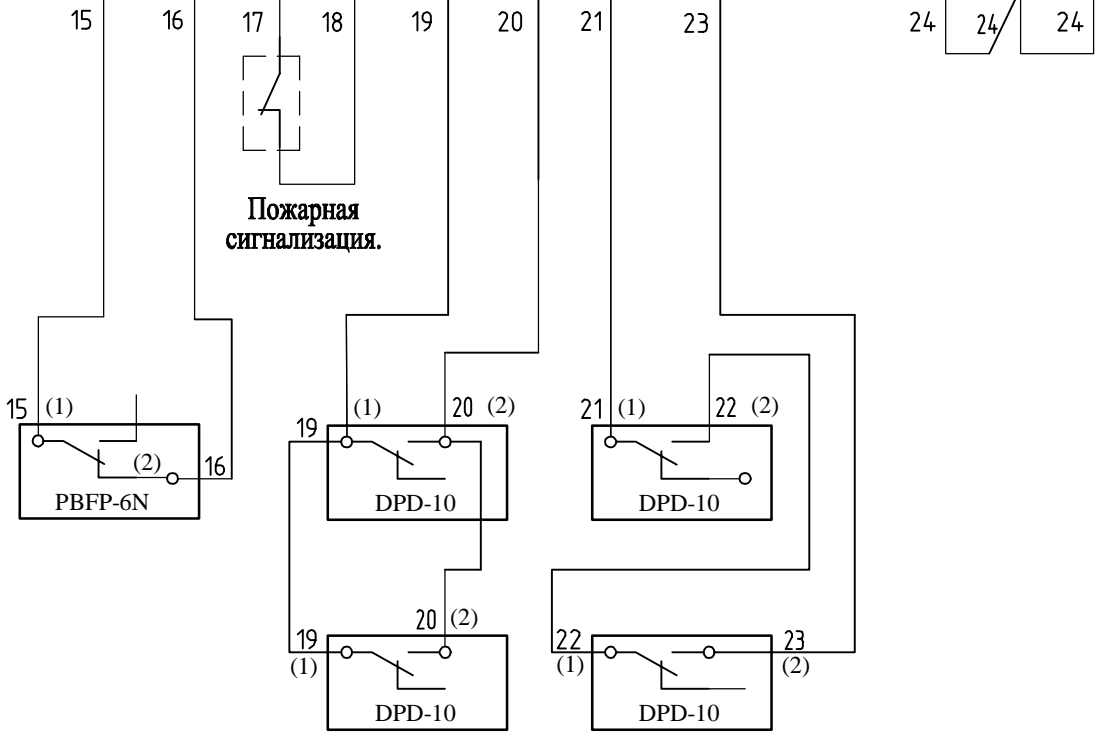 15 16 17 18 19 20 21 23 24 24 24
Пожарная
сигнализация.
15 (1)
(2) 16
PBFP-6N
19 (1) 20 (2)
DPD-10
21 (1) 22 (2)
DPD-10
19 (1) 20 (2)
DPD-10
22 (1) 23 (2)
DPD-10